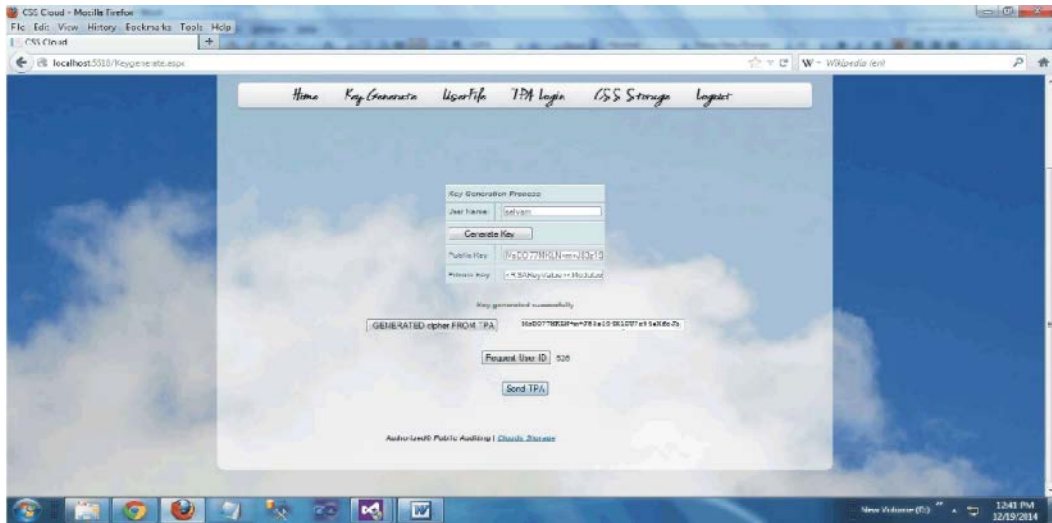 CSS Cloud - Mozilla Firefox
File Edit View History Bookmarks Tools Help
CSS Cloud
localhost:5510/Keygenerate.aspx
W - Wikipedia (en)
Home Key Generate UserFile TPA Login CSS Storage Logout
Key Generation Process
User Name: selvam
Generate Key
Public Key
Private Key
Key generated successfully
GENERATED cipher FROM TPA
Request User ID 526
Send TPA
Authorized Public Auditing | Clouds Storage
New Volume (D:)
12:41 PM
12/19/2014